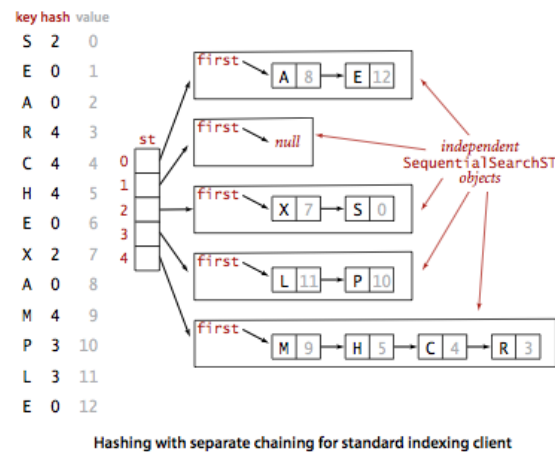 key hash value
S 2 0
E 0 1
A 0 2
R 4 3
C 4 4
H 4 5
E 0 6
X 2 7
A 0 8
M 4 9
P 3 10
L 3 11
E 0 12
st
0
1
2
3
4
first
A 8 E 12
first
null
first
X 7 S 0
first
L 11 P 10
first
M 9 H 5 C 4 R 3
independent
SequentialSearchST
objects
Hashing with separate chaining for standard indexing client